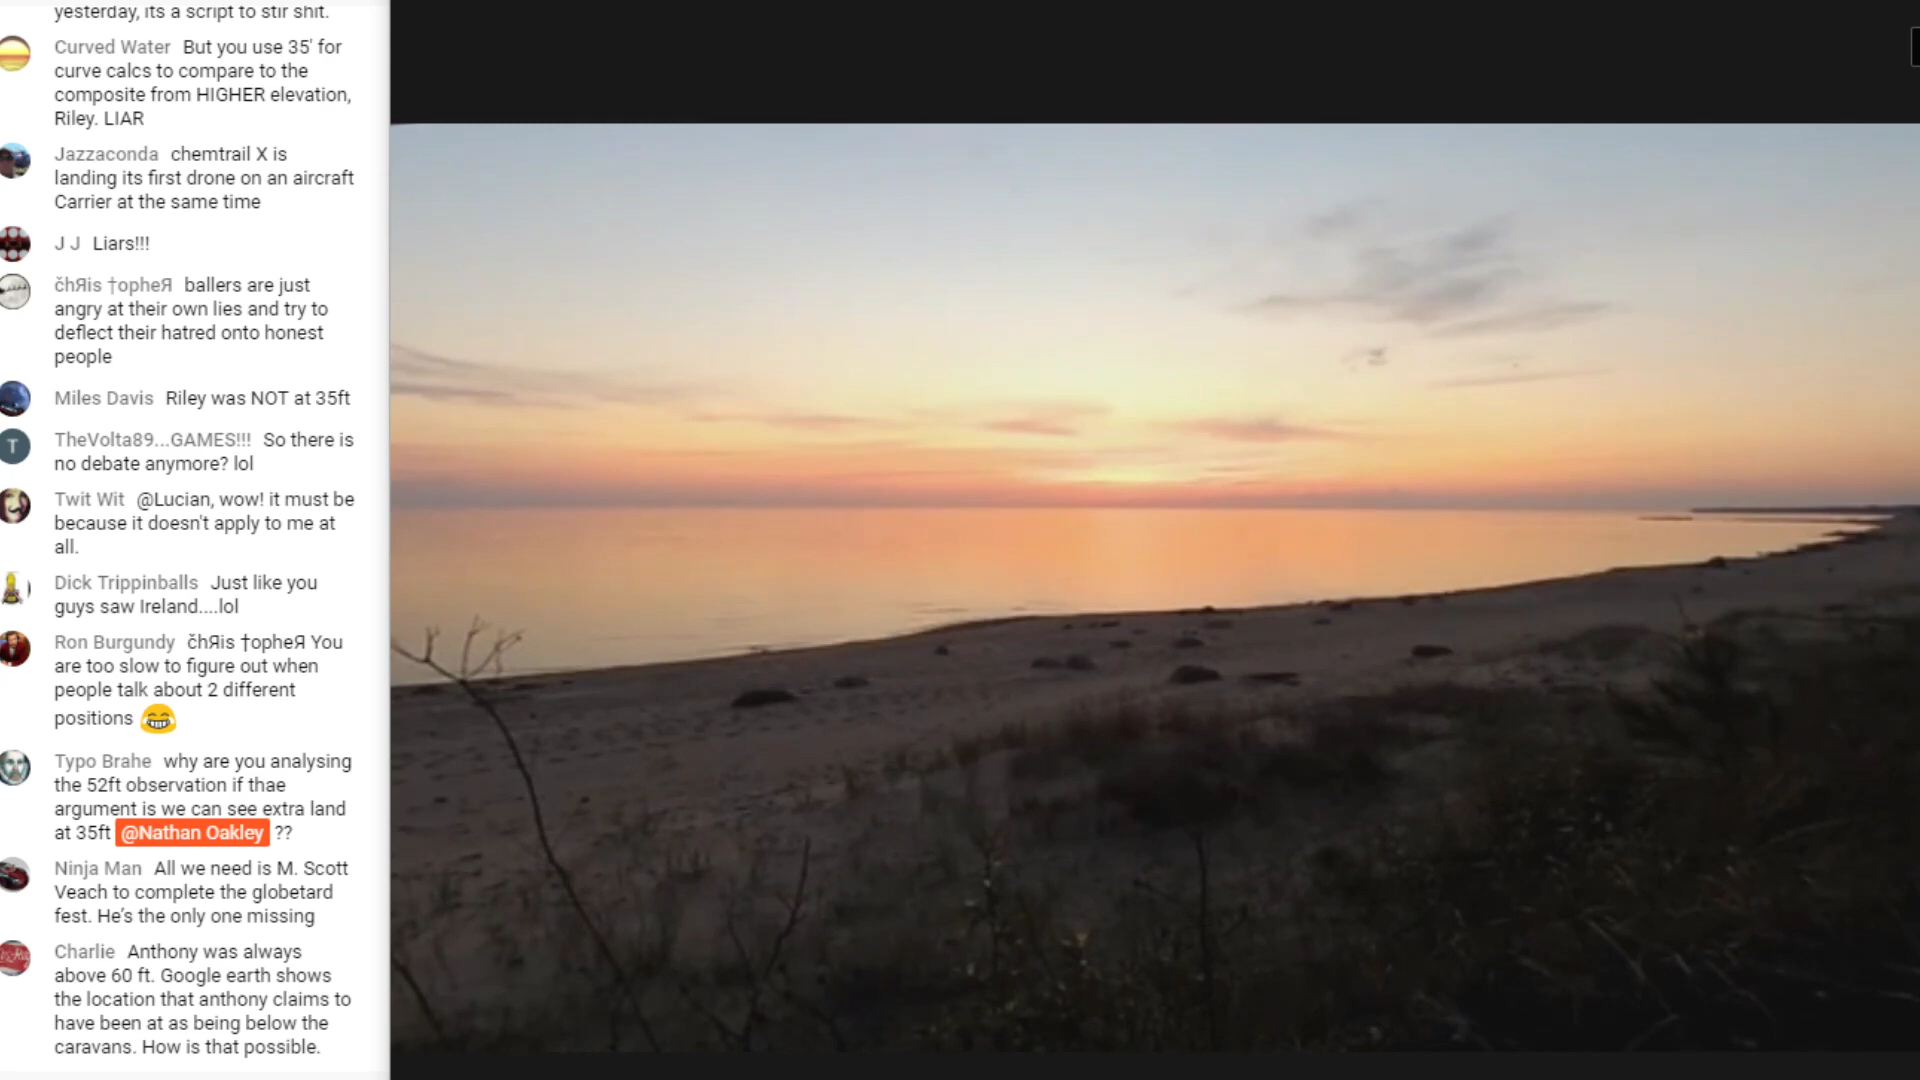 yesterday, its a script to stir shit.
Curved Water But you use 35' for
curve calcs to compare to the
composite from HIGHER elevation,
Riley. LIAR
Jazzaconda chemtrail X is
landing its first drone on an aircraft
Carrier at the same time
J J Liars!!!
čhЯis †opheЯ ballers are just
angry at their own lies and try to
deflect their hatred onto honest
people
Miles Davis Riley was NOT at 35ft
T
TheVolta89...GAMES!!! So there is
no debate anymore? lol
Twit Wit @Lucian, wow! it must be
because it doesn't apply to me at
all.
Dick Trippinballs Just like you
guys saw Ireland....lol
Ron Burgundy čhЯis †opheЯ You
are too slow to figure out when
people talk about 2 different
positions
Typo Brahe why are you analysing
the 52ft observation if thae
argument is we can see extra land
at 35ft @Nathan Oakley ??
Ninja Man All we need is M. Scott
Veach to complete the globetard
fest. He's the only one missing
Charlie Anthony was always
above 60 ft. Google earth shows
the location that anthony claims to
have been at as being below the
caravans. How is that possible.